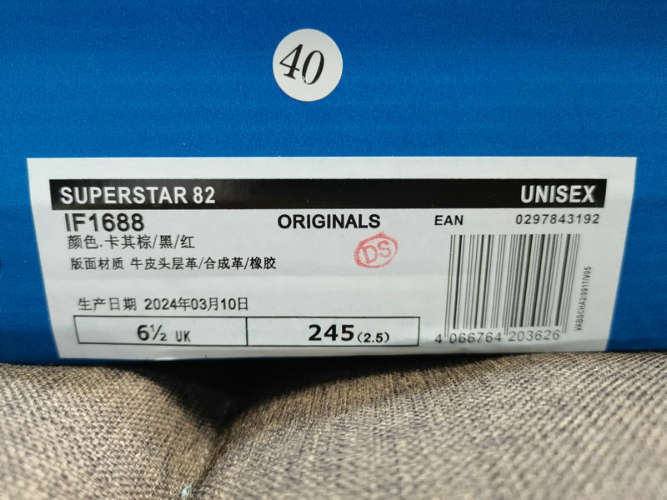 40
SUPERSTAR 82 UNISEX
IF1688 ORIGINALS EAN 0297843192
颜色.卡其棕/黑/红
DS
版面材质 牛皮头层革/合成革/橡胶
生产日期 2024年03月10日
6½ UK 245(2.5)
4 066764 203626